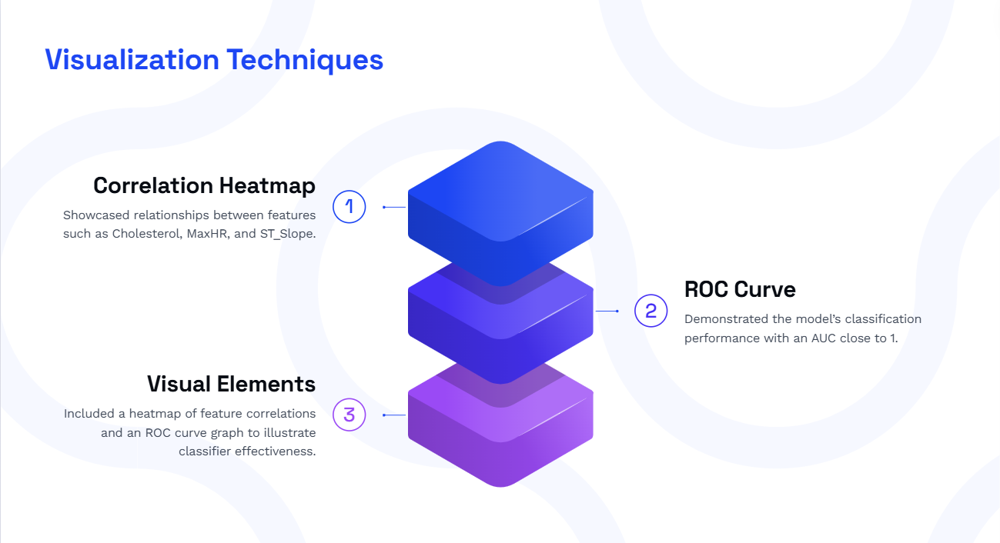 Visualization Techniques
Correlation Heatmap
Showcased relationships between features
such as Cholesterol, MaxHR, and ST_Slope.
1
2
ROC Curve
Demonstrated the model’s classification
performance with an AUC close to 1.
Visual Elements
Included a heatmap of feature correlations
and an ROC curve graph to illustrate
classifier effectiveness.
3